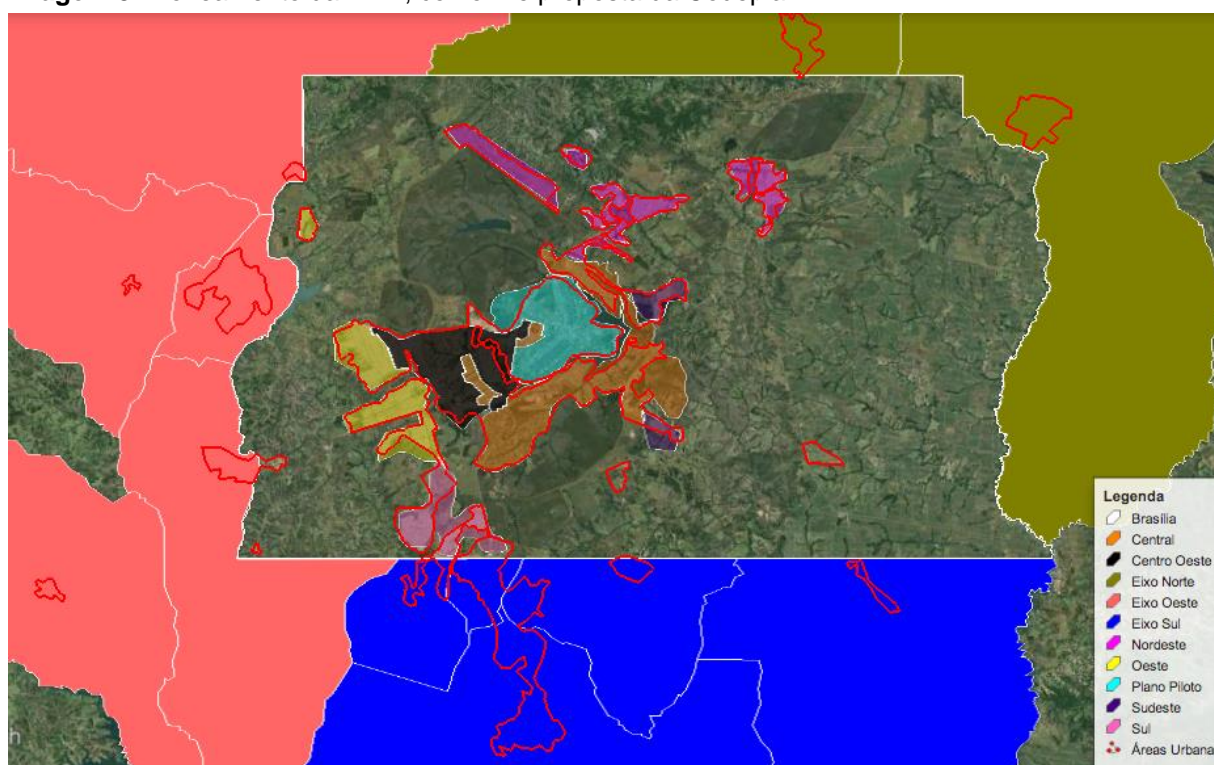 Legenda
Brasília
Central
Centro Oeste
Eixo Norte
Eixo Oeste
Eixo Sul
Nordeste
Oeste
Plano Piloto
Sudeste
Sul
Áreas Urbana